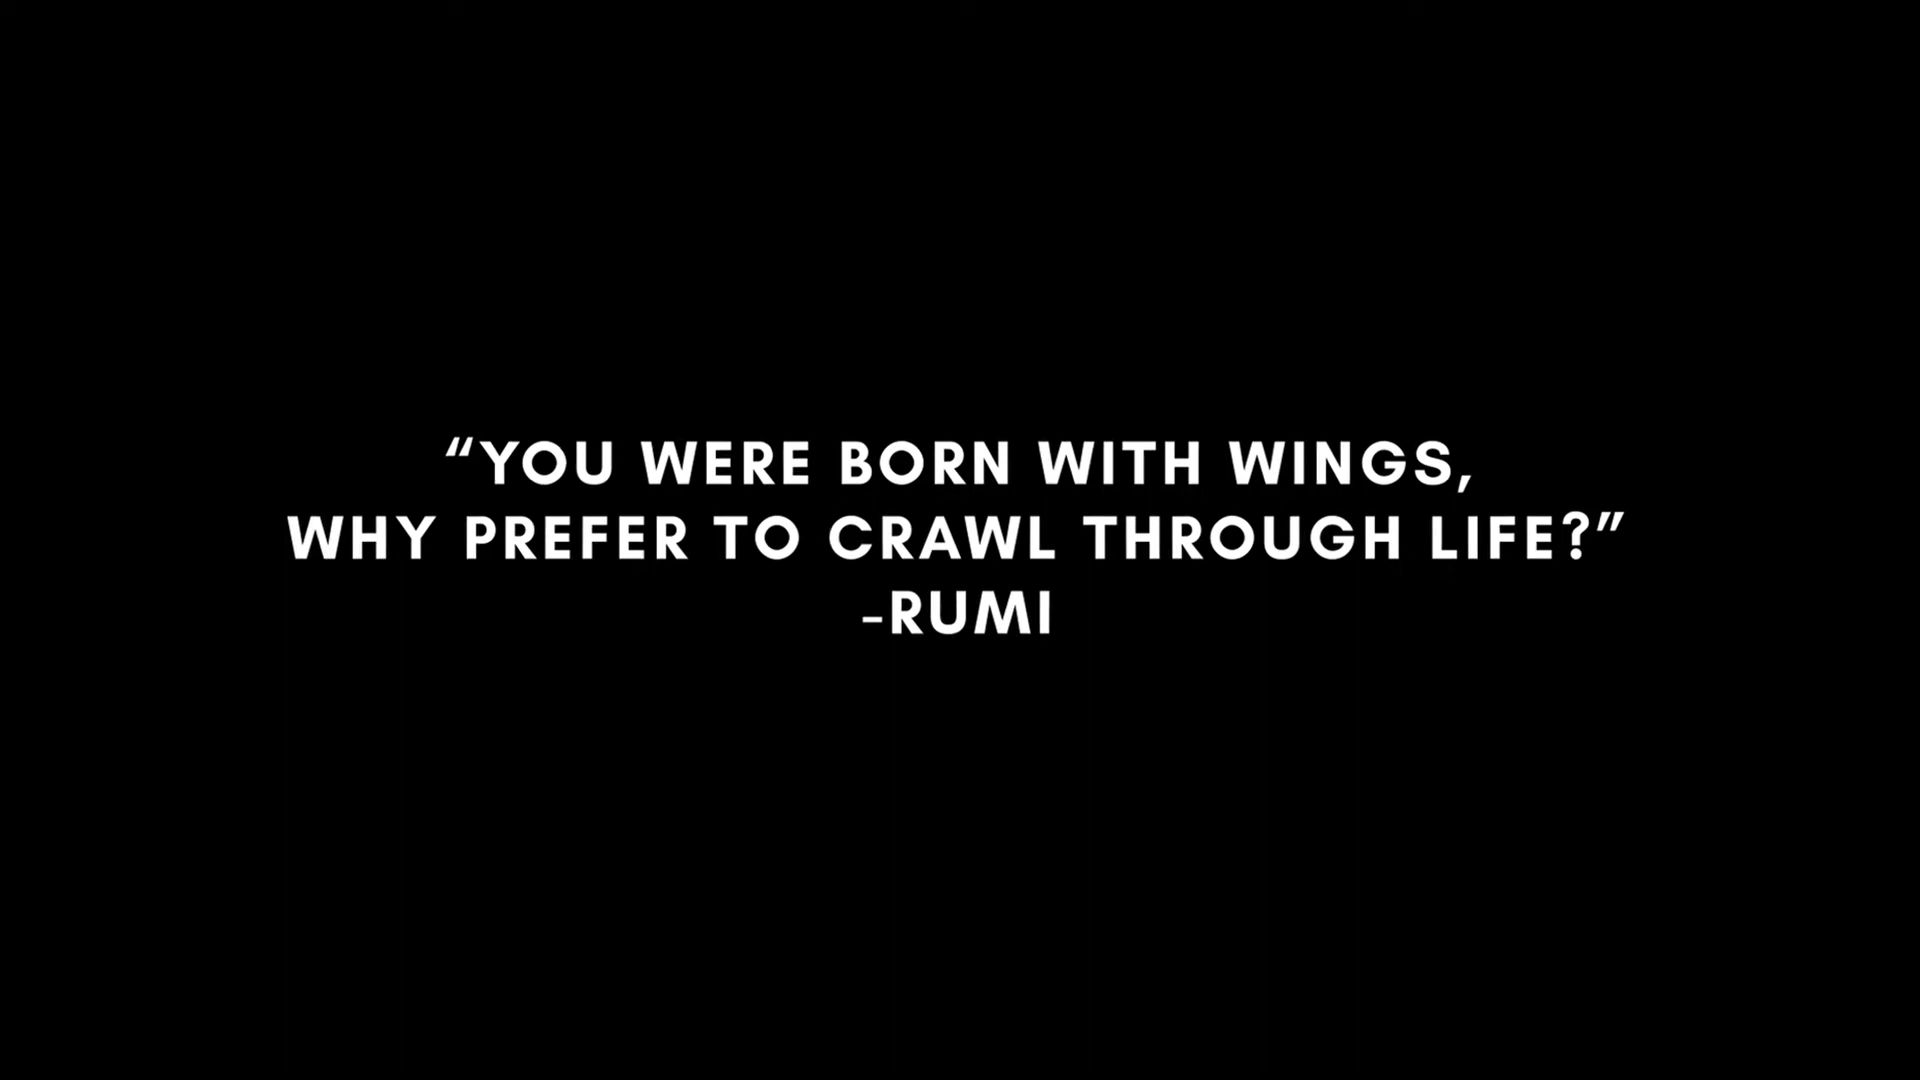 “YOU WERE BORN WITH WINGS,
WHY PREFER TO CRAWL THROUGH LIFE?”
-RUMI